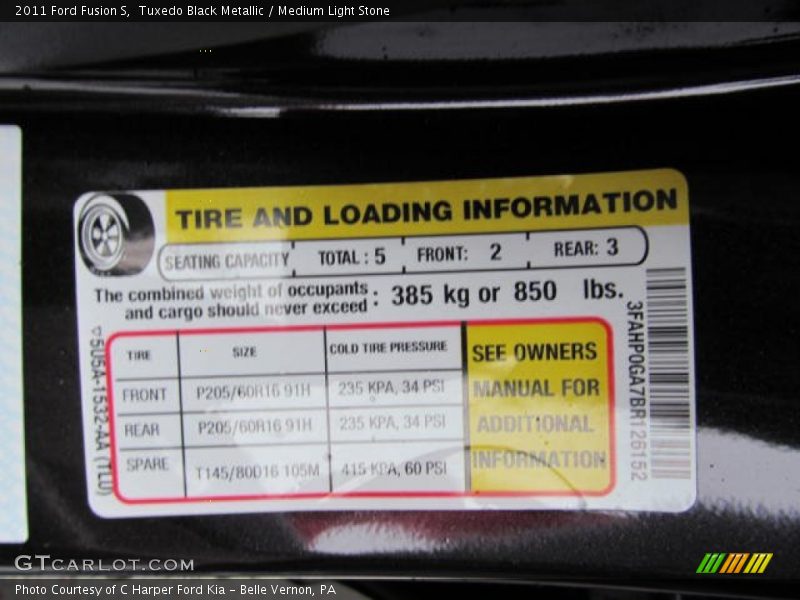 2011 Ford Fusion S, Tuxedo Black Metallic / Medium Light Stone
TIRE AND LOADING INFORMATION
SEATING CAPACITY TOTAL : 5 FRONT: 2 REAR: 3
The combined weight of occupants
and cargo should never exceed : 385 kg or 850 lbs.
TIRE SIZE COLD TIRE PRESSURE
FRONT P205/60R16 91H 235 KPA, 34 PSI
REAR P205/60R16 91H 235 KPA, 34 PSI
SPARE T145/80D16 105M 415 KPA, 60 PSI
SEE OWNERS
MANUAL FOR
ADDITIONAL
INFORMATION
5U5A-1532-AA (TLU)
3FAHP0GA7BR126152
GTCARLOT.COM
Photo Courtesy of C Harper Ford Kia - Belle Vernon, PA